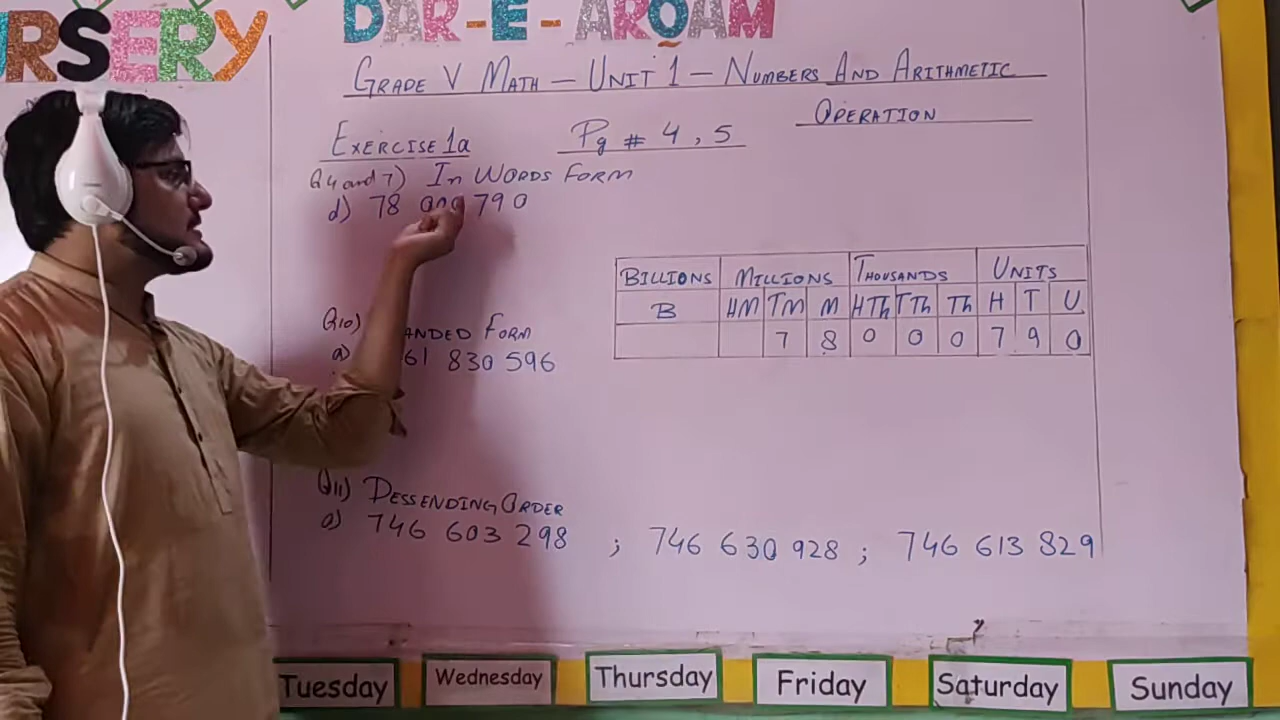 RSERY
DAR-E-ARQAM
GRADE V MATH – UNIT 1 – NUMBERS AND ARITHMETIC
OPERATION
EXERCISE 1a Pg # 4, 5
Q4 and 7) IN WORDS FORM
d) 78 000 790
BILLIONS MILLIONS THOUSANDS UNITS
B HM TM M HTh TTh Th H T U
7 8 0 0 0 7 9 0
Q10) ANDED FORM
a) 61 830 596
Q11) DESSENDING ORDER
a) 746 603 298 ; 746 630 928 ; 746 613 829
Tuesday Wednesday Thursday Friday Saturday Sunday